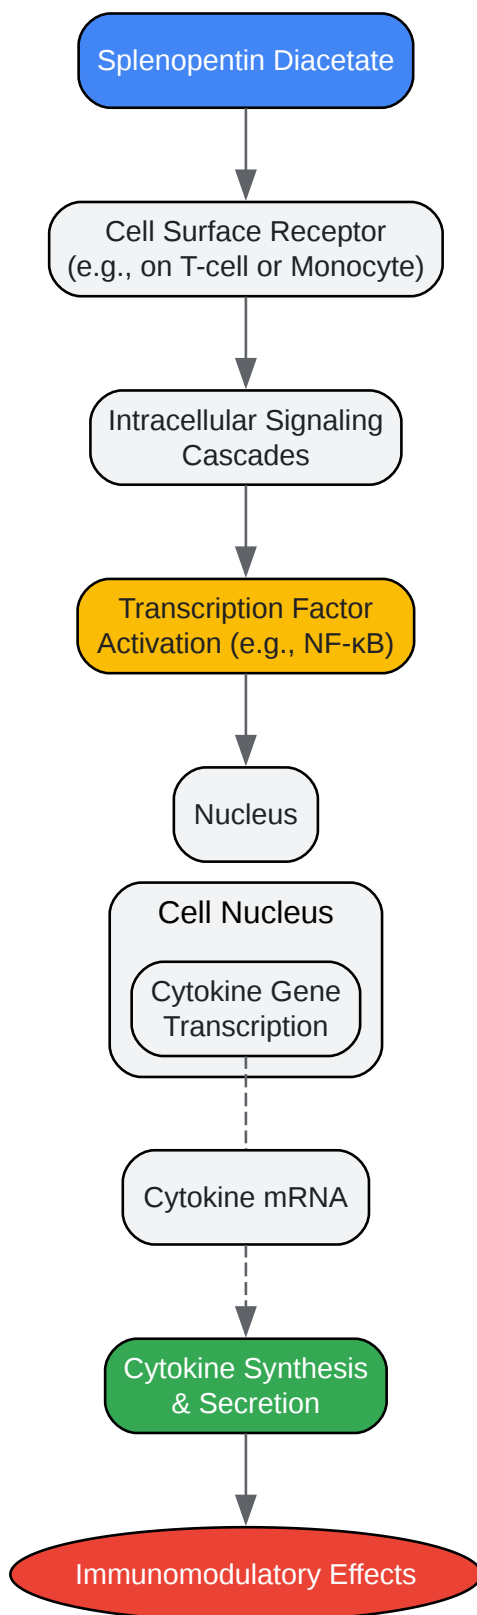 Splenopentin Diacetate
Cell Surface Receptor
(e.g., on T-cell or Monocyte)
Intracellular Signaling
Cascades
Transcription Factor
Activation (e.g., NF-κB)
Nucleus
Cell Nucleus
Cytokine Gene
Transcription
Cytokine mRNA
Cytokine Synthesis
& Secretion
Immunomodulatory Effects